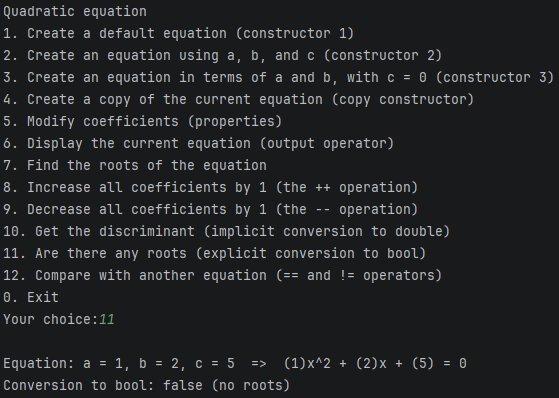 Quadratic equation
1. Create a default equation (constructor 1)
2. Create an equation using a, b, and c (constructor 2)
3. Create an equation in terms of a and b, with c = 0 (constructor 3)
4. Create a copy of the current equation (copy constructor)
5. Modify coefficients (properties)
6. Display the current equation (output operator)
7. Find the roots of the equation
8. Increase all coefficients by 1 (the ++ operation)
9. Decrease all coefficients by 1 (the -- operation)
10. Get the discriminant (implicit conversion to double)
11. Are there any roots (explicit conversion to bool)
12. Compare with another equation (== and != operators)
0. Exit
Your choice:11
Equation: a = 1, b = 2, c = 5  =>  (1)x^2 + (2)x + (5) = 0
Conversion to bool: false (no roots)